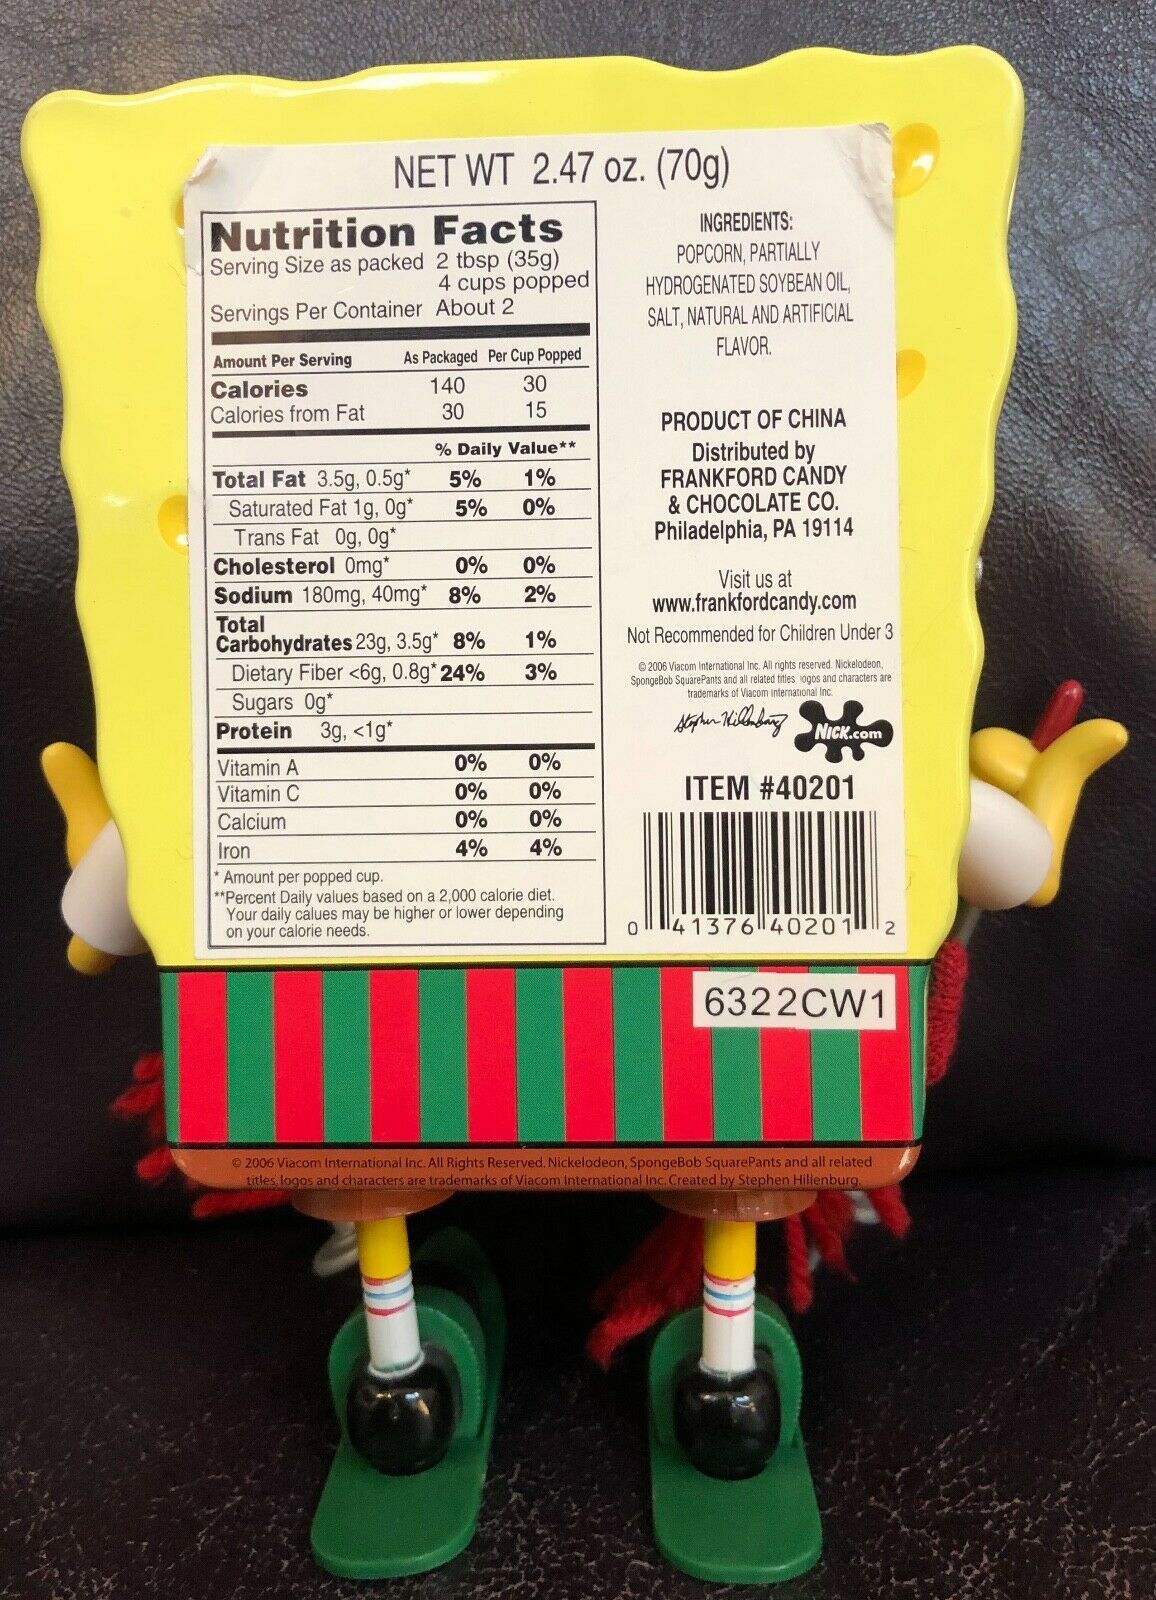 NET WT 2.47 oz. (70g)
Nutrition Facts
Serving Size as packed 2 tbsp (35g)
4 cups popped
Servings Per Container About 2
Amount Per Serving As Packaged Per Cup Popped
Calories 140 30
Calories from Fat 30 15
% Daily Value**
Total Fat 3.5g, 0.5g* 5% 1%
Saturated Fat 1g, 0g* 5% 0%
Trans Fat 0g, 0g*
Cholesterol 0mg* 0% 0%
Sodium 180mg, 40mg* 8% 2%
Total
Carbohydrates 23g, 3.5g* 8% 1%
Dietary Fiber <6g, 0.8g* 24% 3%
Sugars 0g*
Protein 3g, <1g*
Vitamin A 0% 0%
Vitamin C 0% 0%
Calcium 0% 0%
Iron 4% 4%
* Amount per popped cup.
**Percent Daily values based on a 2,000 calorie diet.
Your daily calues may be higher or lower depending
on your calorie needs.
INGREDIENTS:
POPCORN, PARTIALLY
HYDROGENATED SOYBEAN OIL,
SALT, NATURAL AND ARTIFICIAL
FLAVOR.
PRODUCT OF CHINA
Distributed by
FRANKFORD CANDY
& CHOCOLATE CO.
Philadelphia, PA 19114
Visit us at
www.frankfordcandy.com
Not Recommended for Children Under 3
© 2006 Viacom International Inc. All rights reserved. Nickelodeon,
SpongeBob SquarePants and all related titles logos and characters are
trademarks of Viacom International Inc.
Stephen Hillenburg
NICK.com
ITEM #40201
0 41376 40201 2
6322CW1
© 2006 Viacom International Inc. All Rights Reserved. Nickelodeon, SpongeBob SquarePants and all related
titles, logos and characters are trademarks of Viacom International Inc. Created by Stephen Hillenburg.